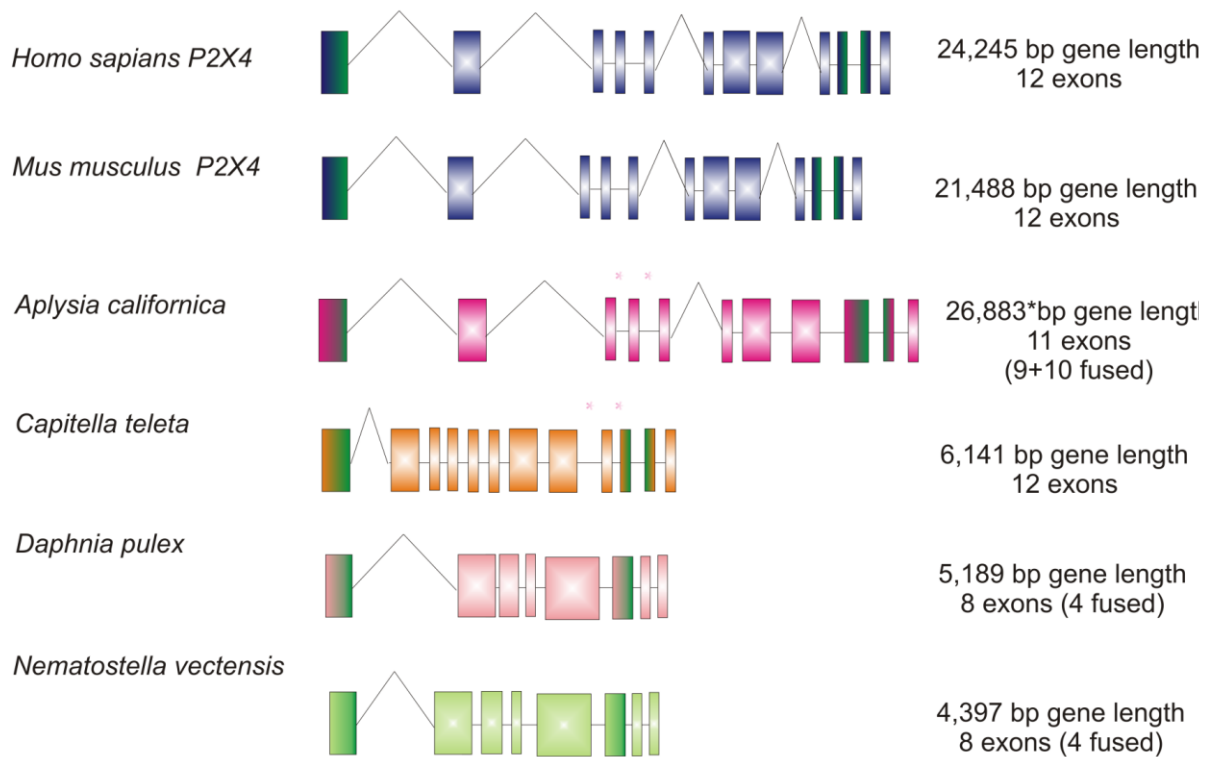 Homo sapians P2X4
24,245 bp gene length
12 exons
Mus musculus P2X4
21,488 bp gene length
12 exons
Aplysia californica
26,883*bp gene lengt
11 exons
(9+10 fused)
Capitella teleta
6,141 bp gene length
12 exons
Daphnia pulex
5,189 bp gene length
8 exons (4 fused)
Nematostella vectensis
4,397 bp gene length
8 exons (4 fused)